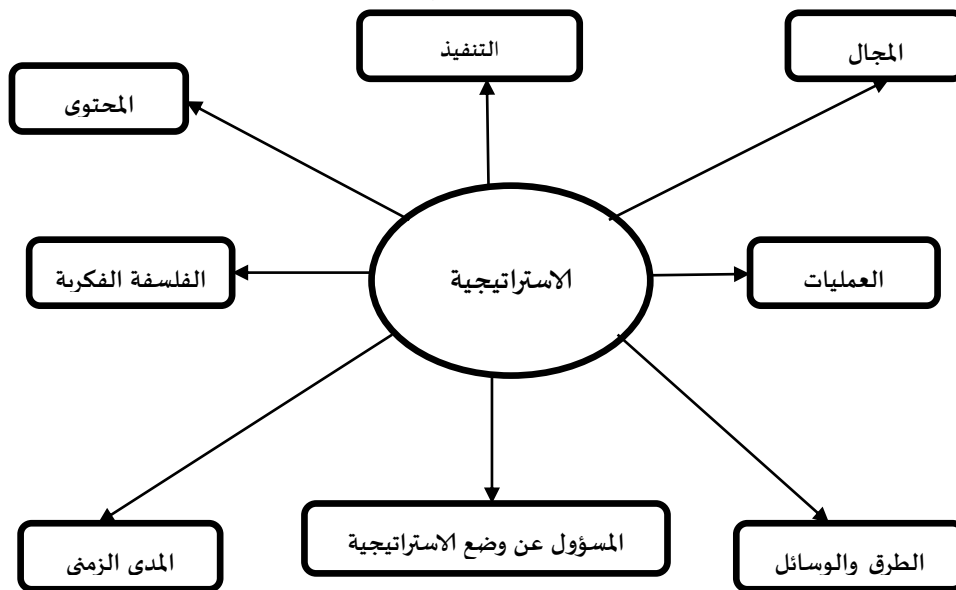 التنفيذ
المجال
المحتوى
الاستراتيجية
الفلسفة الفكرية
العمليات
المسؤول عن وضع الاستراتيجية
المدى الزمني
الطرق والوسائل